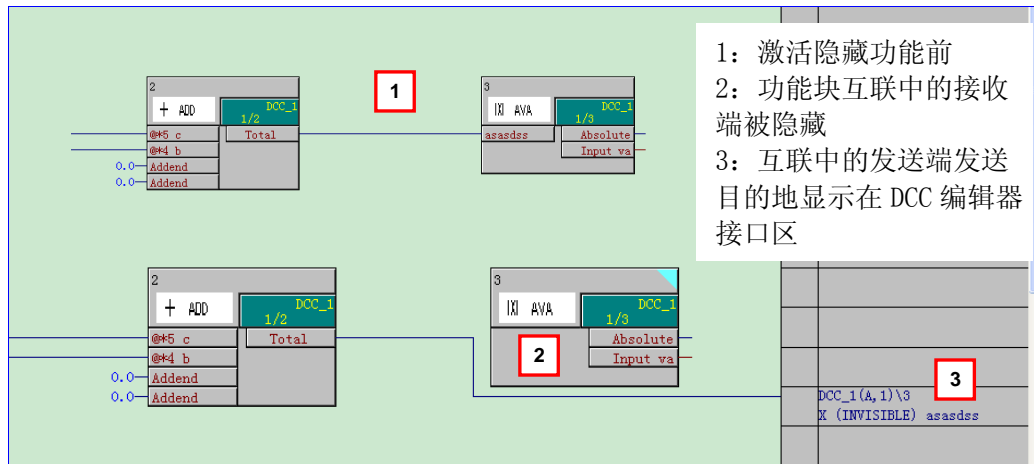 1：激活隐藏功能前
2：功能块互联中的接收
端被隐藏
3：互联中的发送端发送
目的地显示在 DCC 编辑器
接口区
1
2
+ ADD
DCC_1
1/2
@*5 c
Total
@*4 b
0.0 Addend
0.0 Addend
3
|X| AVA
DCC_1
1/3
asasdss
Absolute
Input va
2
+ ADD
DCC_1
1/2
@*5 c
Total
@*4 b
0.0 Addend
0.0 Addend
3
|X| AVA
DCC_1
1/3
Absolute
Input va
2
3
DCC_1(A,1)\3
X (INVISIBLE) asasdss